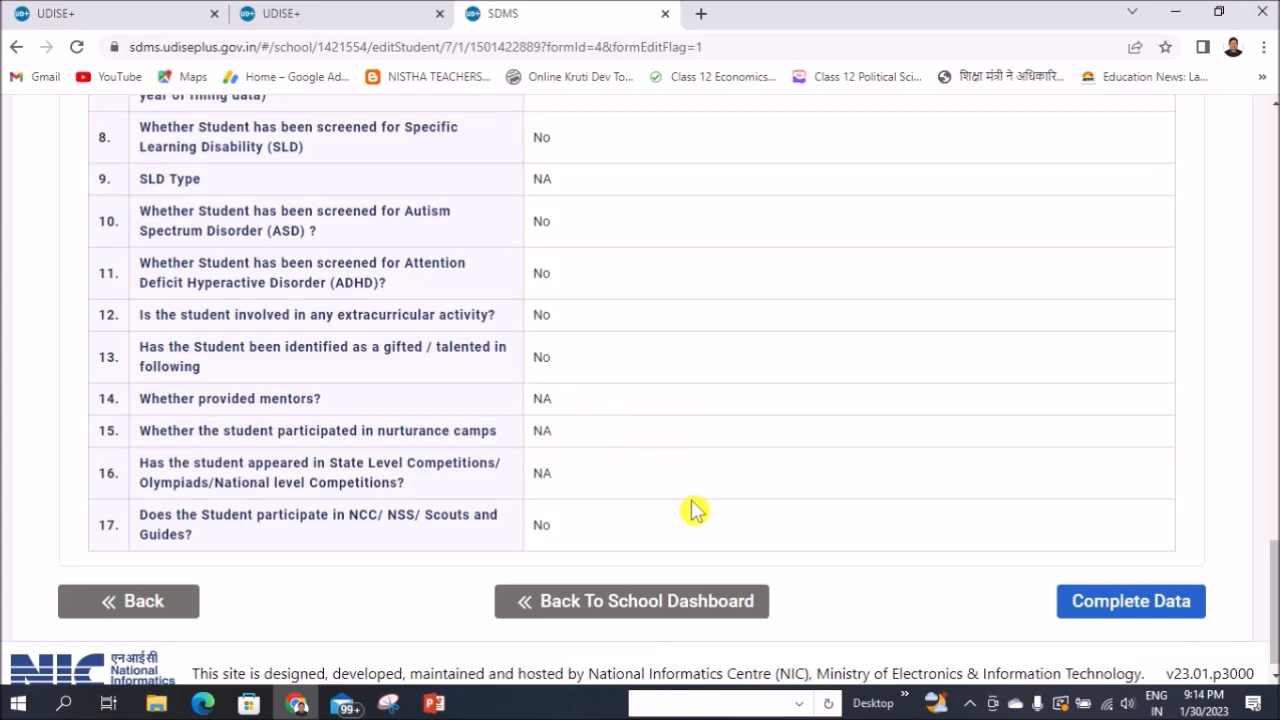 UDISE+
UDISE+
SDMS
sdms.udiseplus.gov.in/#/school/1421554/editStudent/7/1/1501422889?formId=4&formEditFlag=1
Gmail
YouTube
Maps
Home – Google Ad...
NISTHA TEACHERS...
Online Kruti Dev To...
Class 12 Economics...
Class 12 Political Sci...
शिक्षा मंत्री ने अधिकारि...
Education News: La...
»
year of filling data)
8. Whether Student has been screened for Specific Learning Disability (SLD) No
9. SLD Type NA
10. Whether Student has been screened for Autism Spectrum Disorder (ASD) ? No
11. Whether Student has been screened for Attention Deficit Hyperactive Disorder (ADHD)? No
12. Is the student involved in any extracurricular activity? No
13. Has the Student been identified as a gifted / talented in following No
14. Whether provided mentors? NA
15. Whether the student participated in nurturance camps NA
16. Has the student appeared in State Level Competitions/ Olympiads/National level Competitions? NA
17. Does the Student participate in NCC/ NSS/ Scouts and Guides? No
« Back
« Back To School Dashboard
Complete Data
NIC
एनआईसी
National
Informatics
This site is designed, developed, maintained and hosted by National Informatics Centre (NIC), Ministry of Electronics & Information Technology. v23.01.p3000
99+
Desktop »
ENG
IN
9:14 PM
1/30/2023